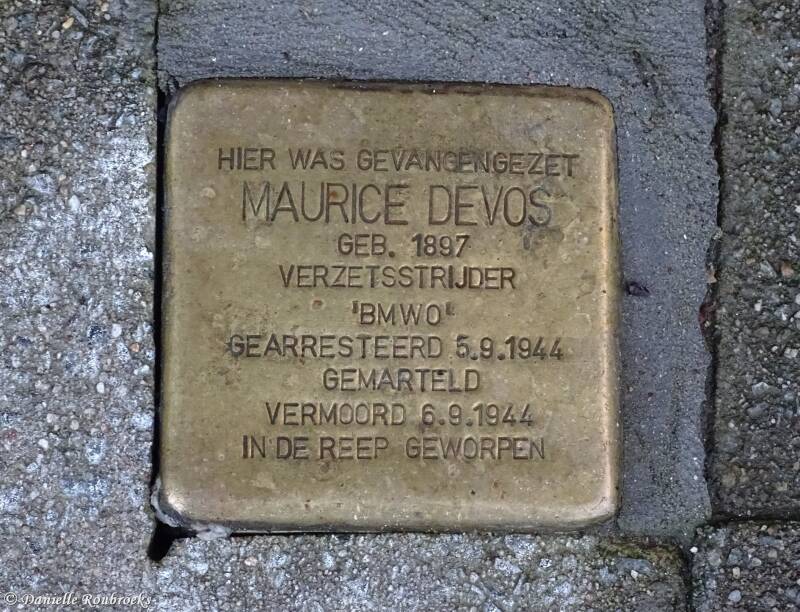 HIER WAS GEVANGENGEZET
MAURICE DEVOS
GEB. 1897
VERZETSSTRIJDER
"BMWO"
GEARRESTEERD 5.9.1944
GEMARTELD
VERMOORD 6.9.1944
IN DE REEP GEWORPEN
© Danielle Roubroeks